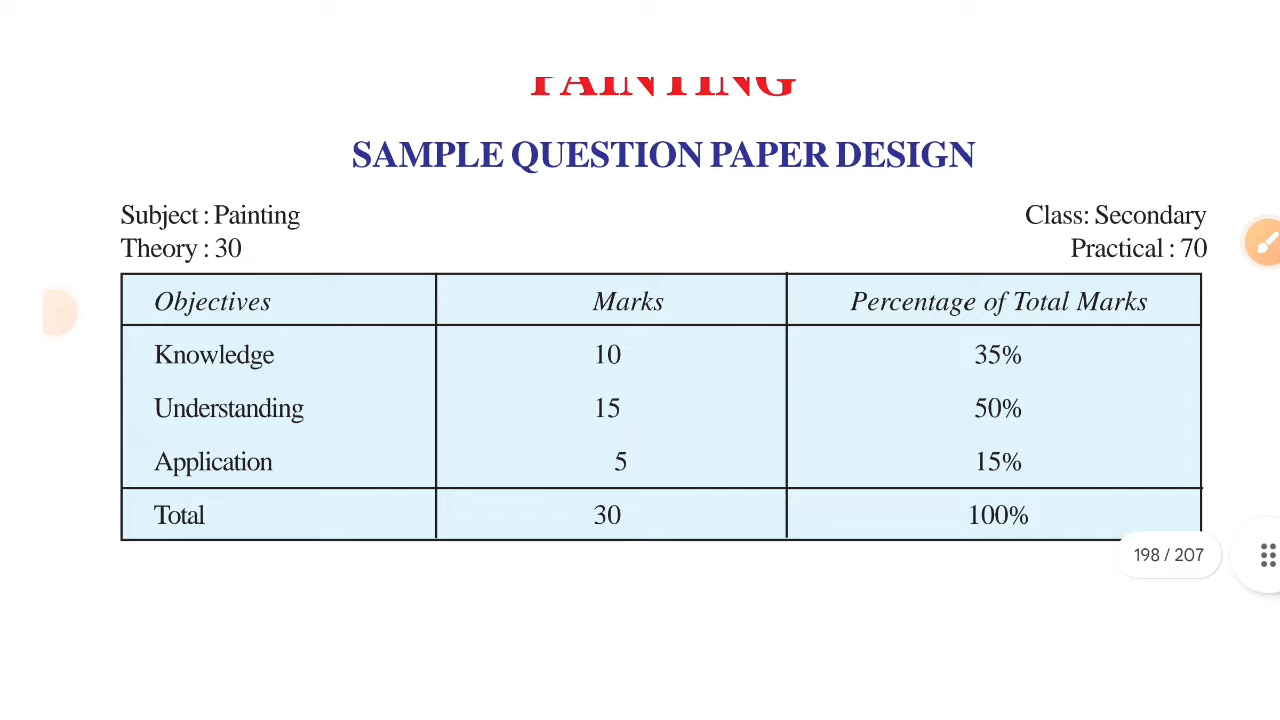 PAINTING
SAMPLE QUESTION PAPER DESIGN
Subject : Painting Class: Secondary
Theory : 30 Practical : 70
Objectives Marks Percentage of Total Marks
Knowledge 10 35%
Understanding 15 50%
Application 5 15%
Total 30 100%
198 / 207